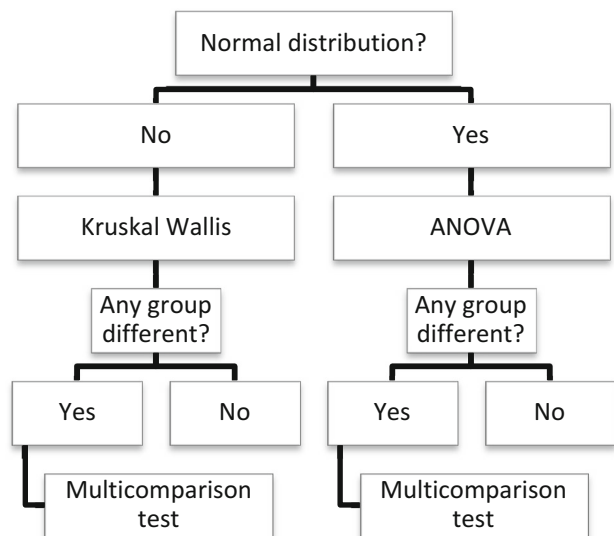 Normal distribution?
No
Yes
Kruskal Wallis
ANOVA
Any group
different?
Any group
different?
Yes
No
Yes
No
Multicomparison
test
Multicomparison
test